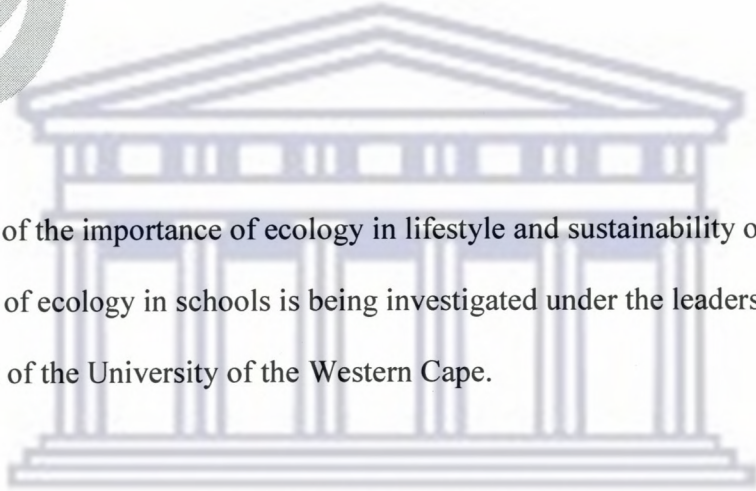 of the importance of ecology in lifestyle and sustainability
of ecology in schools is being investigated under the
of the University of the Western Cape.